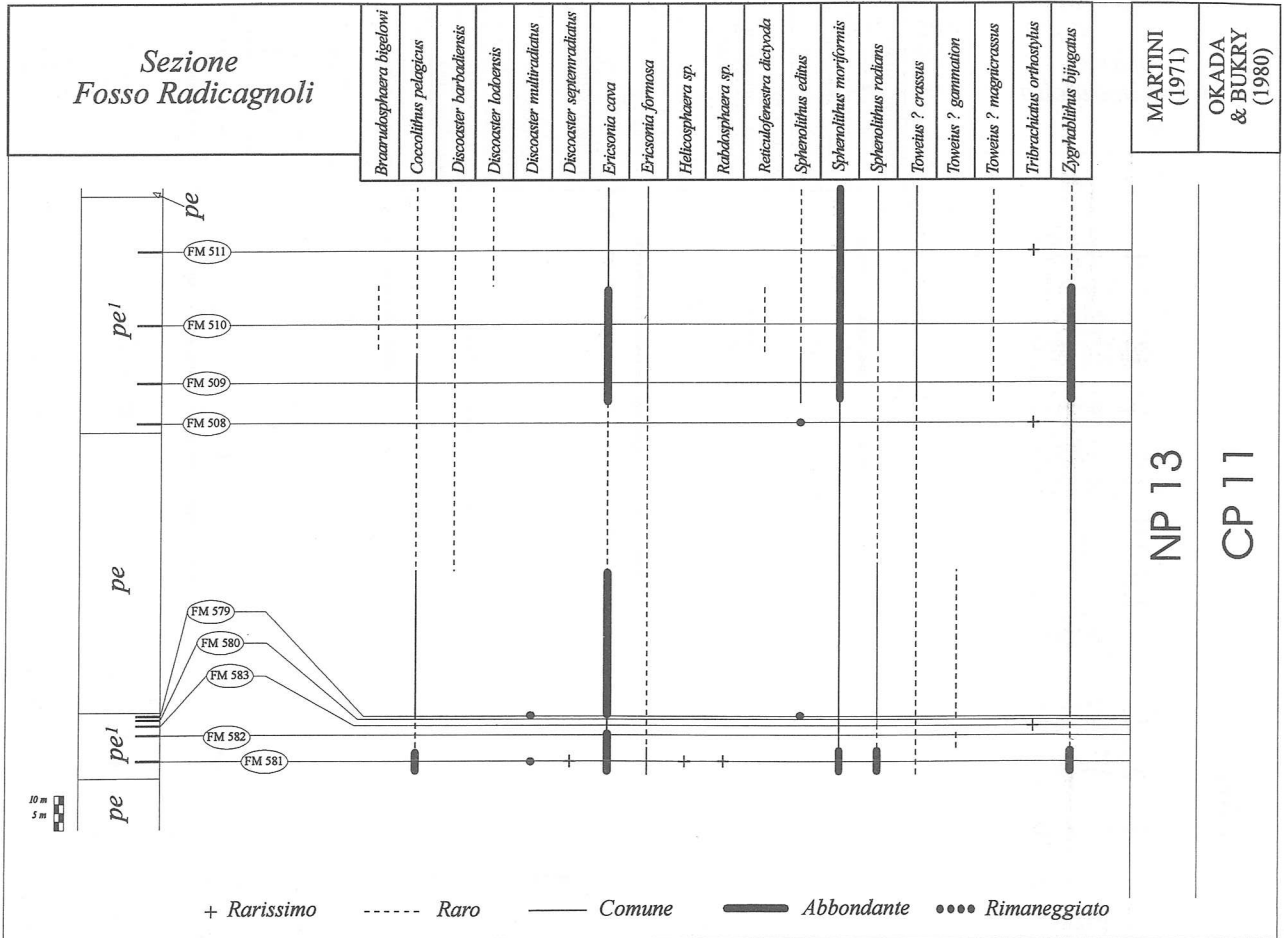 Sezione
Fosso Radicagnoli
Braarudosphaera bigelowi
Coccolithus pelagicus
Discoaster barbadiensis
Discoaster lodoensis
Discoaster multiradiatus
Discoaster septemradiatus
Ericsonia cava
Ericsonia formosa
Helicosphaera sp.
Rabdosphaera sp.
Reticulofenestra dictyoda
Sphenolithus editus
Sphenolithus moriformis
Sphenolithus radians
Toweius ? crassus
Toweius ? gammation
Toweius ? magnicrassus
Tribrachiatus orthostylus
Zygrhablithus bijugatus
MARTINI
(1971)
OKADA
& BUKRY
(1980)
pe
FM 511
pe1
FM 510
FM 509
FM 508
NP 13
CP 11
pe
FM 579
FM 580
FM 583
pe1
FM 582
FM 581
pe
10 m
5 m
+ Rarissimo
Raro
Comune
Abbondante
Rimaneggiato